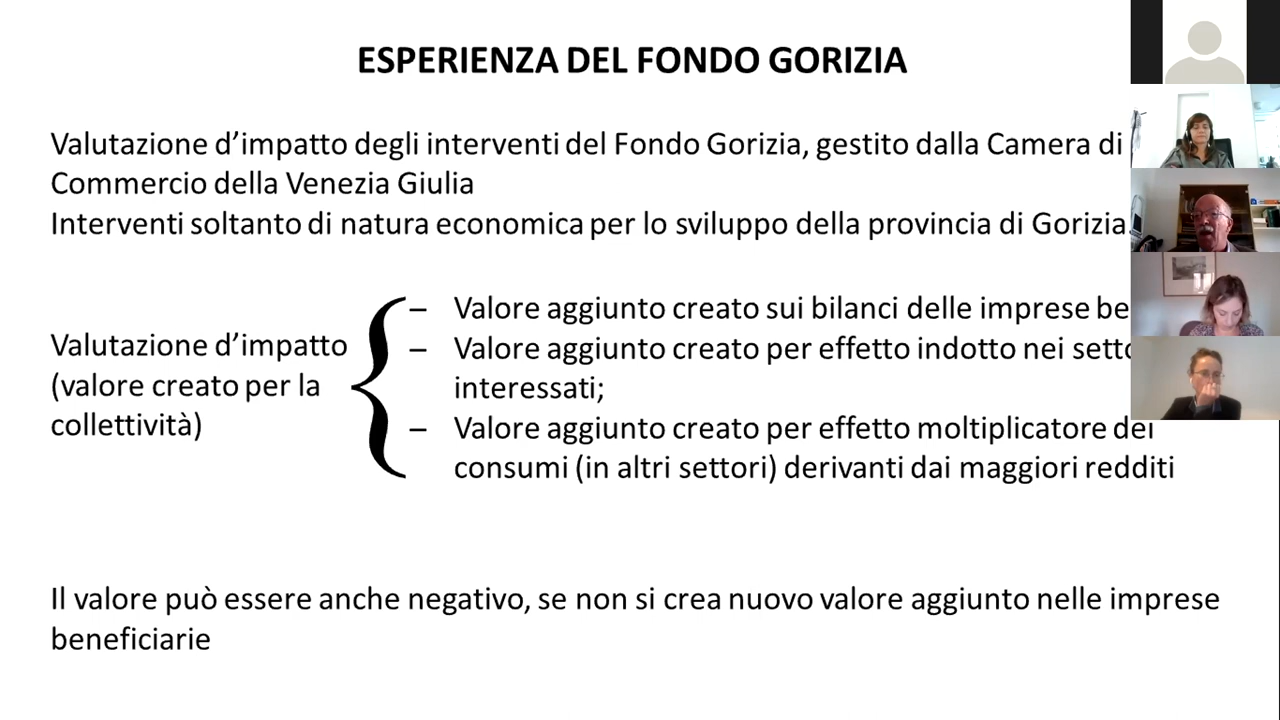 ESPERIENZA DEL FONDO GORIZIA
Valutazione d’impatto degli interventi del Fondo Gorizia, gestito dalla Camera di
Commercio della Venezia Giulia
Interventi soltanto di natura economica per lo sviluppo della provincia di Gorizia.
– Valore aggiunto creato sui bilanci delle imprese
Valutazione d’impatto
– Valore aggiunto creato per effetto indotto nei
(valore creato per la
interessati;
collettività)
– Valore aggiunto creato per effetto moltiplicatore dei
consumi (in altri settori) derivanti dai maggiori redditi
Il valore può essere anche negativo, se non si crea nuovo valore aggiunto nelle imprese
beneficiarie